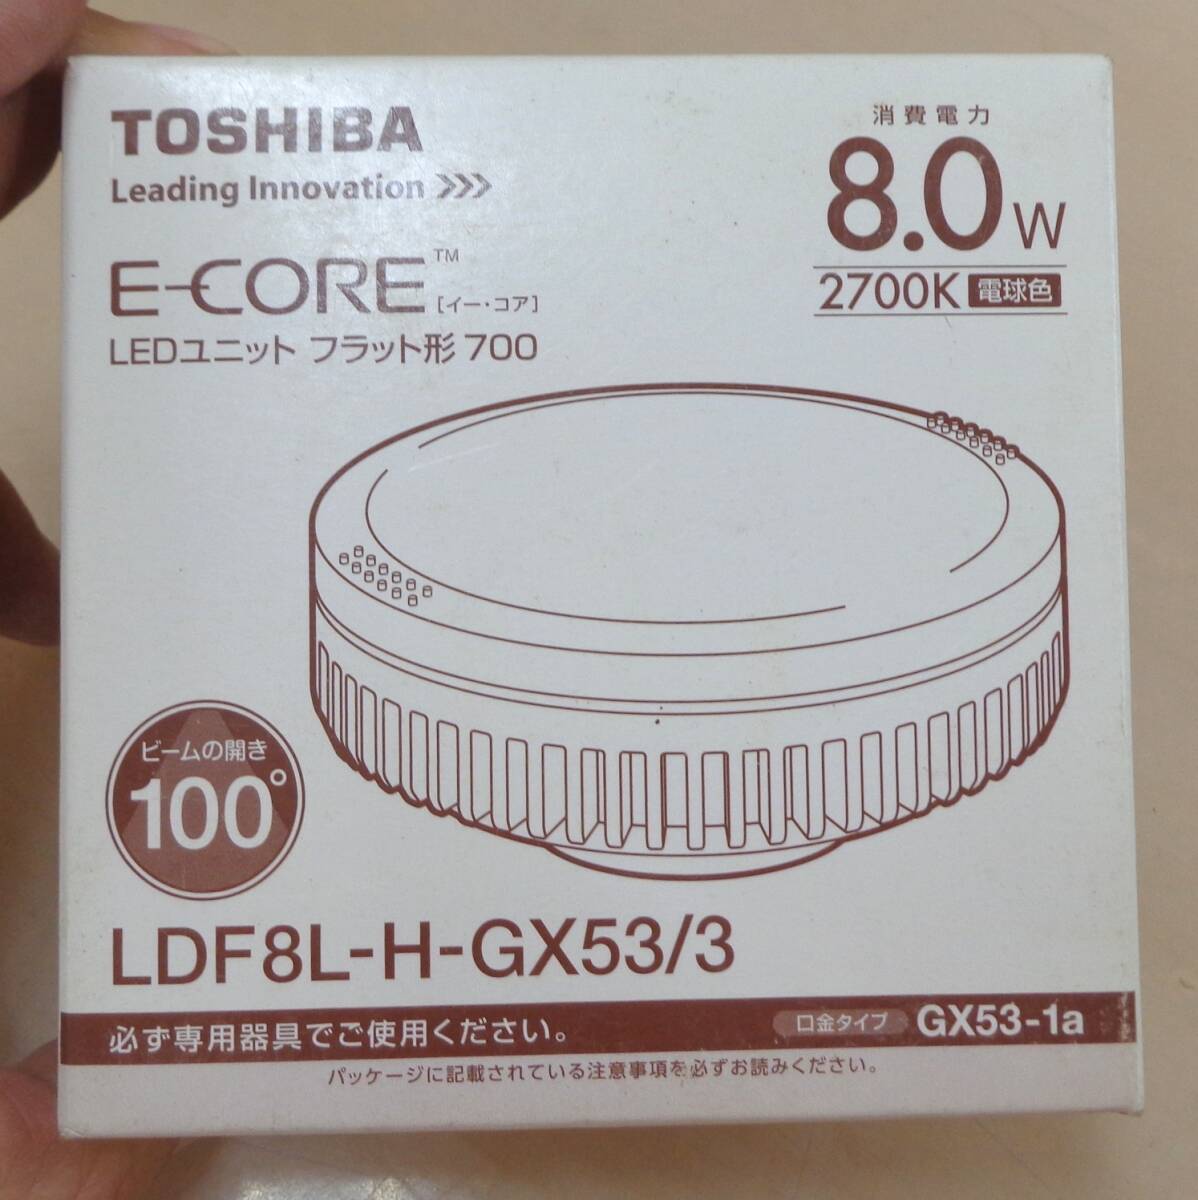 TOSHIBA
Leading Innovation >>>
E-CORE™ [イー・コア]
LEDユニット フラット形 700
消費電力
8.0W
2700K 電球色
ビームの開き
100°
LDF8L-H-GX53/3
必ず専用器具でご使用ください。 口金タイプ GX53-1a
パッケージに記載されている注意事項を必ずお読みください。